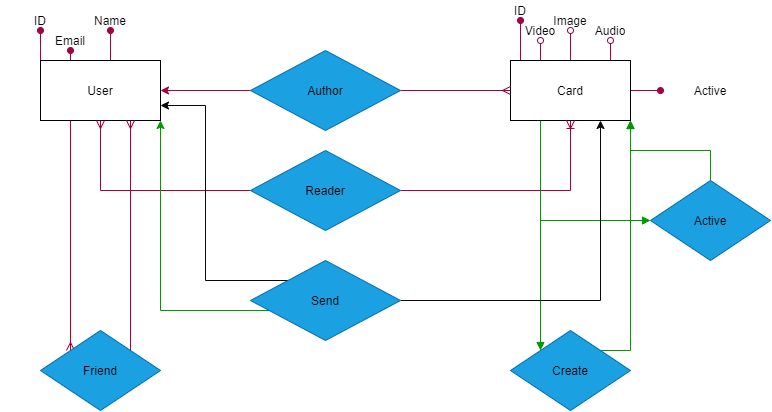 ID
Name
Email
ID
Image
Video
Audio
User
Author
Card
Active
Reader
Active
Send
Friend
Create